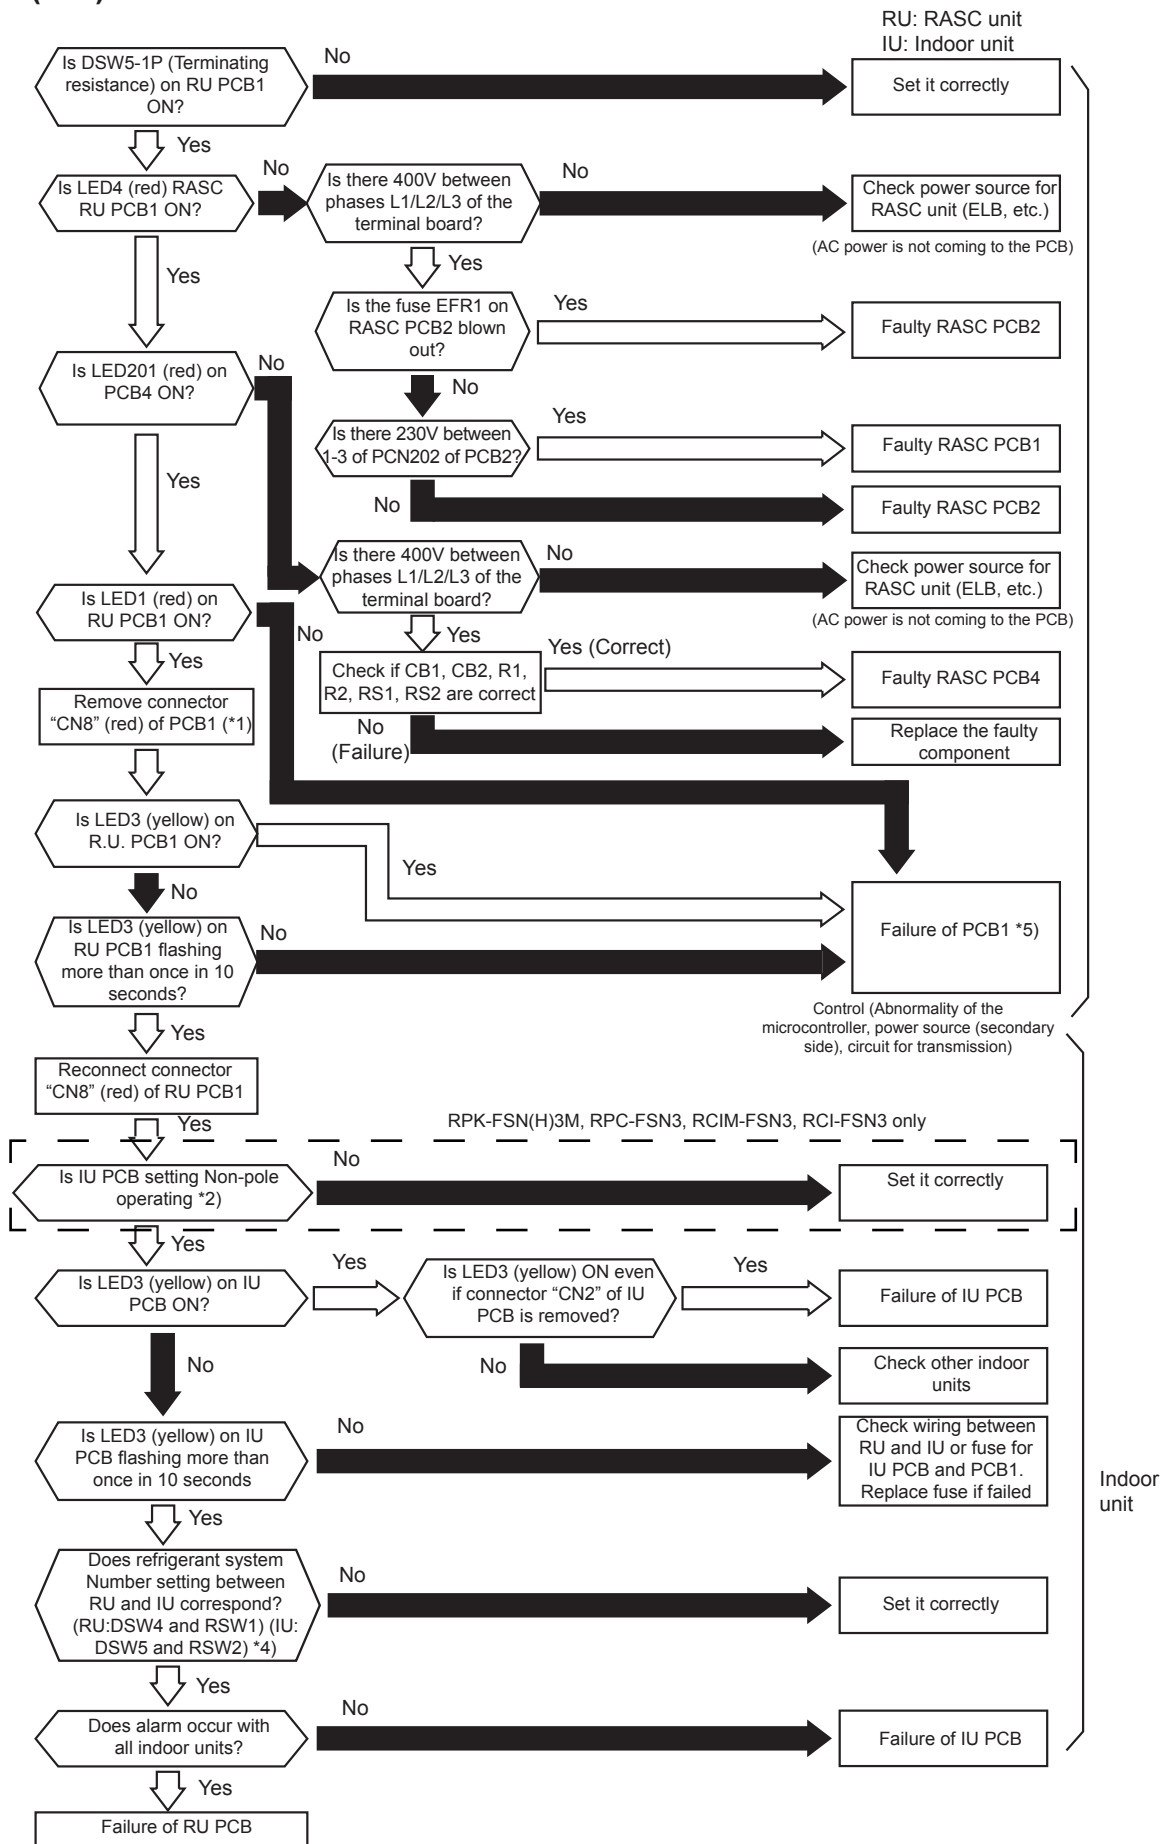 RU: RASC unit
IU: Indoor unit
Is DSW5-1P (Terminating
resistance) on RU PCB1
ON?
No
Set it correctly
Yes
Is LED4 (red) RASC
RU PCB1 ON?
No
Is there 400V between
phases L1/L2/L3 of the
terminal board?
No
Check power source for
RASC unit (ELB, etc.)
(AC power is not coming to the PCB)
Yes
Yes
Is the fuse EFR1 on
RASC PCB2 blown
out?
Yes
Faulty RASC PCB2
Is LED201 (red) on
PCB4 ON?
No
No
Is there 230V between
1-3 of PCN202 of PCB2?
Yes
Faulty RASC PCB1
Yes
No
Faulty RASC PCB2
Is there 400V between
phases L1/L2/L3 of the
terminal board?
No
Check power source for
RASC unit (ELB, etc.)
(AC power is not coming to the PCB)
Is LED1 (red) on
RU PCB1 ON?
No
Yes
Yes
Check if CB1, CB2, R1,
R2, RS1, RS2 are correct
Yes (Correct)
Faulty RASC PCB4
Remove connector
“CN8” (red) of PCB1 (*1)
No
(Failure)
Replace the faulty
component
Is LED3 (yellow) on
R.U. PCB1 ON?
Yes
No
Is LED3 (yellow) on
RU PCB1 flashing
more than once in 10
seconds?
No
Failure of PCB1 *5)
Control (Abnormality of the
microcontroller, power source (secondary
side), circuit for transmission)
Yes
Reconnect connector
“CN8” (red) of RU PCB1
Yes
RPK-FSN(H)3M, RPC-FSN3, RCIM-FSN3, RCI-FSN3 only
Is IU PCB setting Non-pole
operating *2)
No
Set it correctly
Yes
Is LED3 (yellow) on IU
PCB ON?
Yes
Is LED3 (yellow) ON even
if connector “CN2” of IU
PCB is removed?
Yes
Failure of IU PCB
No
No
Check other indoor
units
Is LED3 (yellow) on IU
PCB flashing more than
once in 10 seconds
No
Check wiring between
RU and IU or fuse for
IU PCB and PCB1.
Replace fuse if failed
Indoor
unit
Yes
Does refrigerant system
Number setting between
RU and IU correspond?
(RU:DSW4 and RSW1) (IU:
DSW5 and RSW2) *4)
No
Set it correctly
Yes
Does alarm occur with
all indoor units?
No
Failure of IU PCB
Yes
Failure of RU PCB